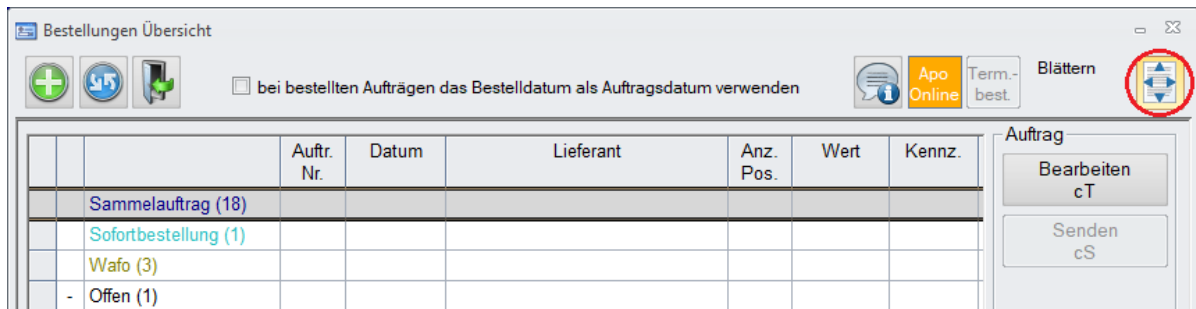 Bestellungen Übersicht
bei bestellten Aufträgen das Bestelldatum als Auftragsdatum verwenden
Apo
Online
Term.-
best.
Blättern
Auftr.
Nr.
Datum
Lieferant
Anz.
Pos.
Wert
Kennz.
Auftrag
Bearbeiten
cT
Sammelauftrag (18)
Sofortbestellung (1)
Senden
cS
Wafo (3)
- Offen (1)